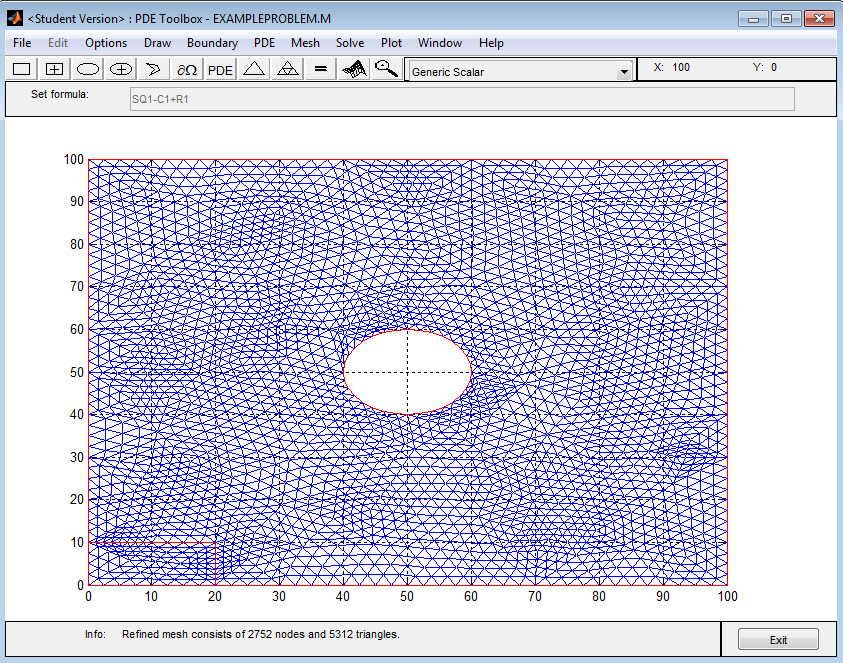 <Student Version> : PDE Toolbox - EXAMPLEPROBLEM.M
File Edit Options Draw Boundary PDE Mesh Solve Plot Window Help
∂Ω PDE = Generic Scalar X: 100 Y: 0
Set formula: SQ1-C1+R1
100
90
80
70
60
50
40
30
20
10
0
0 10 20 30 40 50 60 70 80 90 100
Info: Refined mesh consists of 2752 nodes and 5312 triangles. Exit